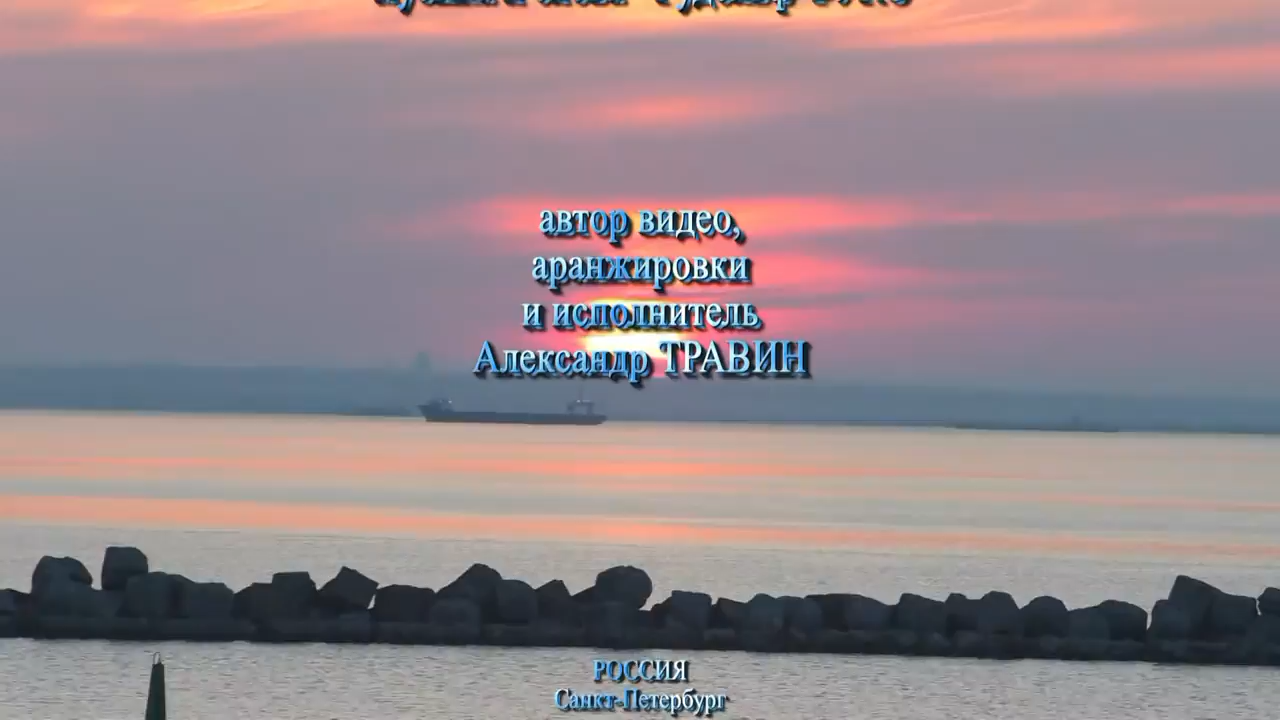 автор видео,
аранжировки
и исполнитель
Александр ТРАВИН
РОССИЯ
Санкт-Петербург